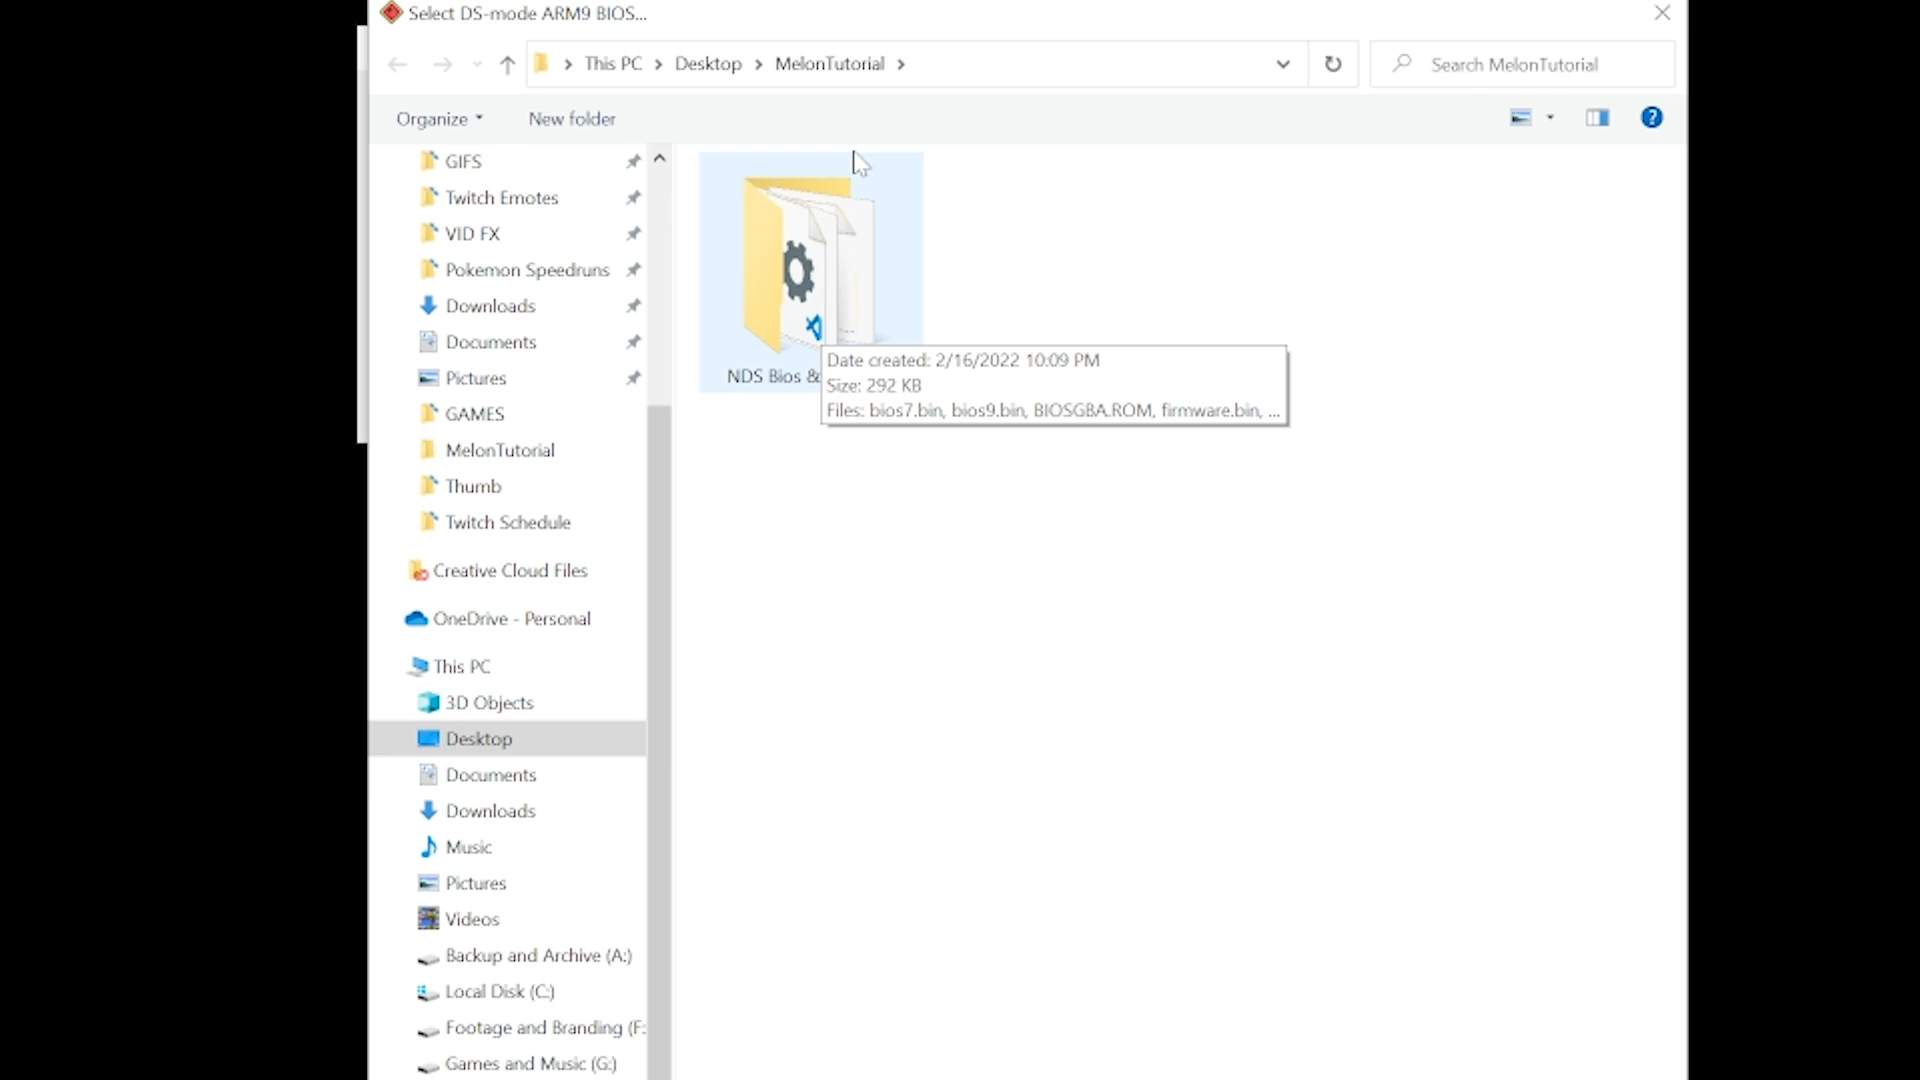 Select DS-mode ARM9 BIOS...
This PC
Desktop
MelonTutorial
Search MelonTutorial
Organize
New folder
GIFS
Twitch Emotes
VID FX
Pokemon Speedruns
Downloads
Documents
Pictures
GAMES
MelonTutorial
Thumb
Twitch Schedule
Creative Cloud Files
OneDrive - Personal
This PC
3D Objects
Desktop
Documents
Downloads
Music
Pictures
Videos
Backup and Archive (A:)
Local Disk (C:)
Footage and Branding (F:
Games and Music (G:)
NDS Bios &
Date created: 2/16/2022 10:09 PM
Size: 292 KB
Files: bios7.bin, bios9.bin, BIOSGBA.ROM, firmware.bin, ...